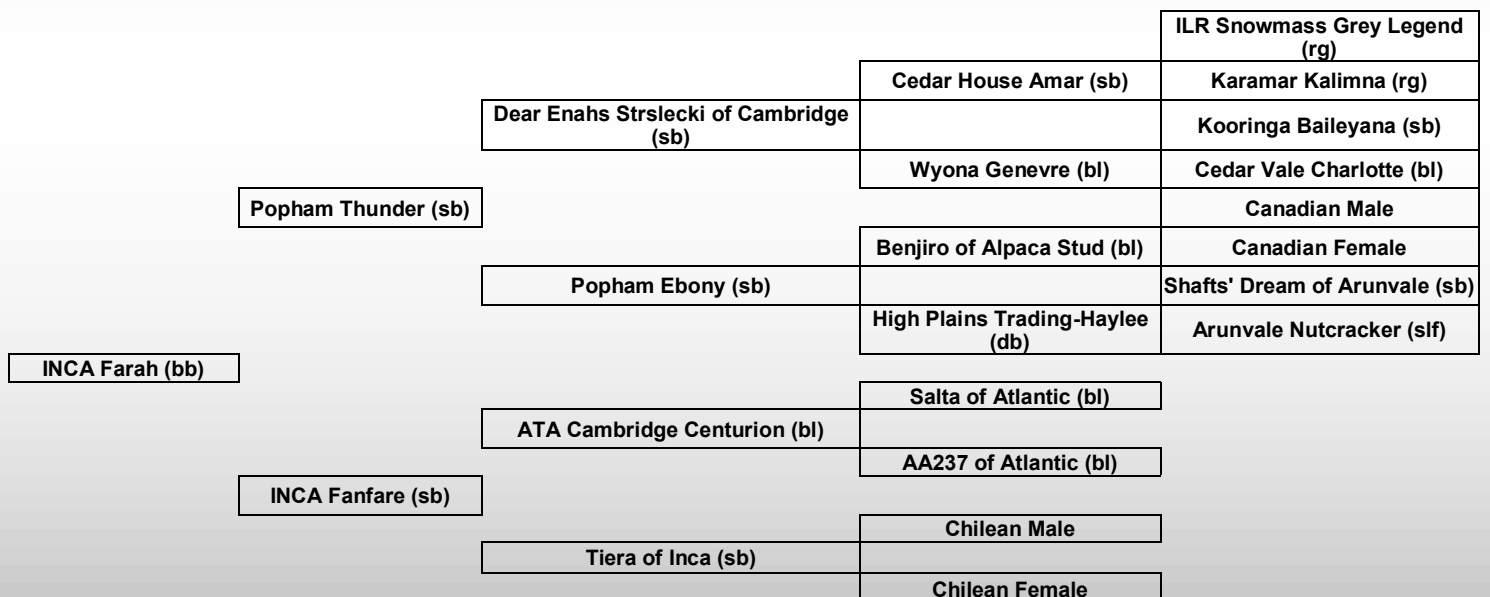 ILR Snowmass Grey Legend
(rg)
Cedar House Amar (sb)
Karamar Kalimna (rg)
Dear Enahs Strslecki of Cambridge
(sb)
Kooringa Baileyana (sb)
Wyona Genevre (bl)
Cedar Vale Charlotte (bl)
Popham Thunder (sb)
Canadian Male
Benjiro of Alpaca Stud (bl)
Canadian Female
Popham Ebony (sb)
Shafts' Dream of Arunvale (sb)
High Plains Trading-Haylee
(db)
Arunvale Nutcracker (slf)
INCA Farah (bb)
Salta of Atlantic (bl)
ATA Cambridge Centurion (bl)
AA237 of Atlantic (bl)
INCA Fanfare (sb)
Chilean Male
Tiera of Inca (sb)
Chilean Female